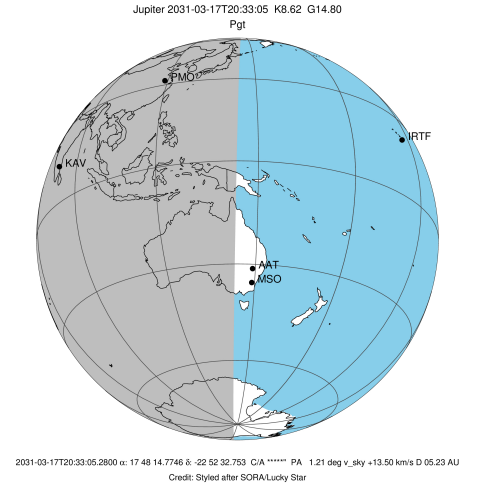 Jupiter 2031-03-17T20:33:05  K8.62  G14.80
Pgt
PMO
IRTF
KAV
AAT
MSO
2031-03-17T20:33:05.2800 α: 17 48 14.7746 δ: -22 52 32.753  C/A *****"  PA   1.21 deg v_sky +13.50 km/s D 05.23 AU
Credit: Styled after SORA/Lucky Star